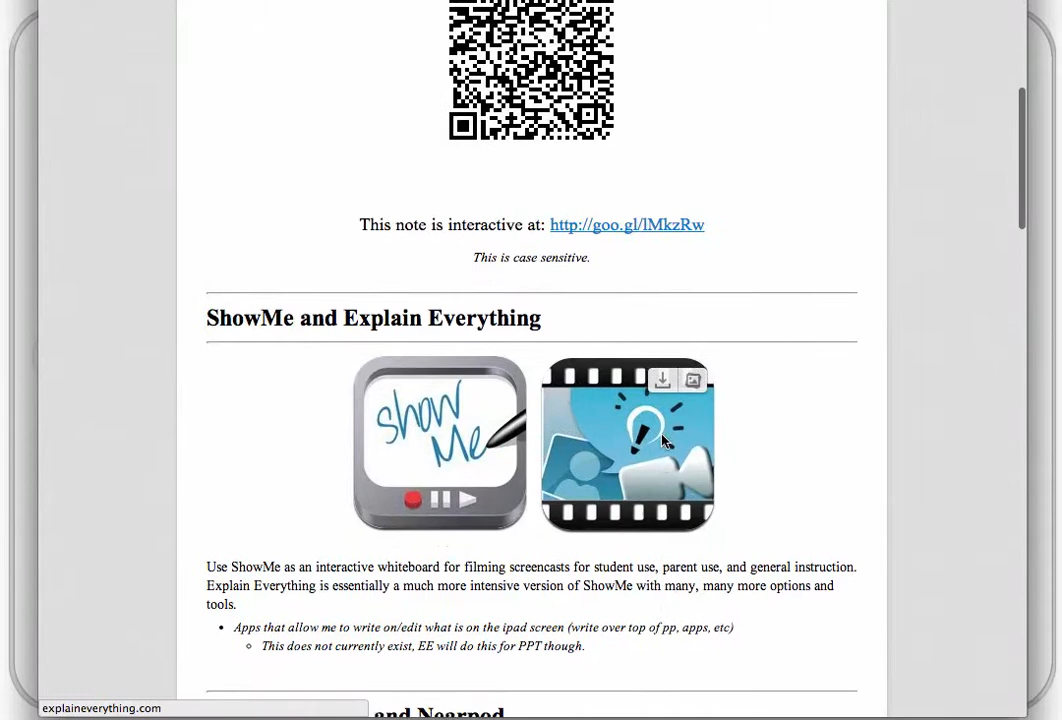 This note is interactive at: http://goo.gl/lMkzRw
This is case sensitive.
ShowMe and Explain Everything
show
Me
Use ShowMe as an interactive whiteboard for filming screencasts for student use, parent use, and general instruction.
Explain Everything is essentially a much more intensive version of ShowMe with many, many more options and
tools.
Apps that allow me to write on/edit what is on the ipad screen (write over top of pp, apps, etc)
This does not currently exist, EE will do this for PPT though.
and Nearpod
explaineverything.com